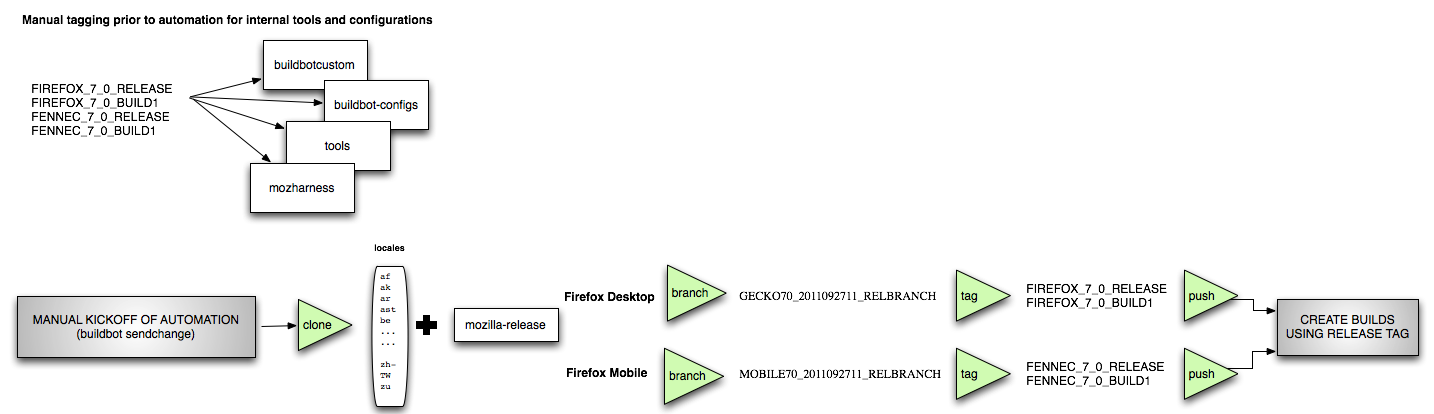 Manual tagging prior to automation for internal tools and configurations
buildbotcustom
FIREFOX_7_0_RELEASE
FIREFOX_7_0_BUILD1
FENNEC_7_0_RELEASE
FENNEC_7_0_BUILD1
buildbot-configs
tools
mozharness
locales
MANUAL KICKOFF OF AUTOMATION
(buildbot sendchange)
clone
af
ak
ar
ast
be
...
...
zh-
TW
zu
mozilla-release
Firefox Desktop
branch
GECKO70_2011092711_RELBRANCH
tag
FIREFOX_7_0_RELEASE
FIREFOX_7_0_BUILD1
push
Firefox Mobile
branch
MOBILE70_2011092711_RELBRANCH
tag
FENNEC_7_0_RELEASE
FENNEC_7_0_BUILD1
push
CREATE BUILDS
USING RELEASE TAG